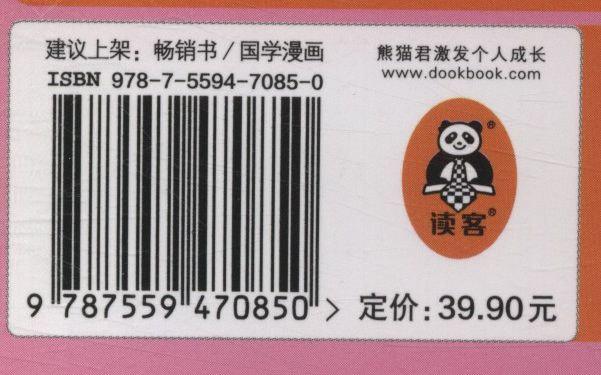 建议上架：畅销书/国学漫画
ISBN 978-7-5594-7085-0
9 787559 470850 >
熊猫君激发个人成长
www.dookbook.com
®
读客®
定价：39.90元